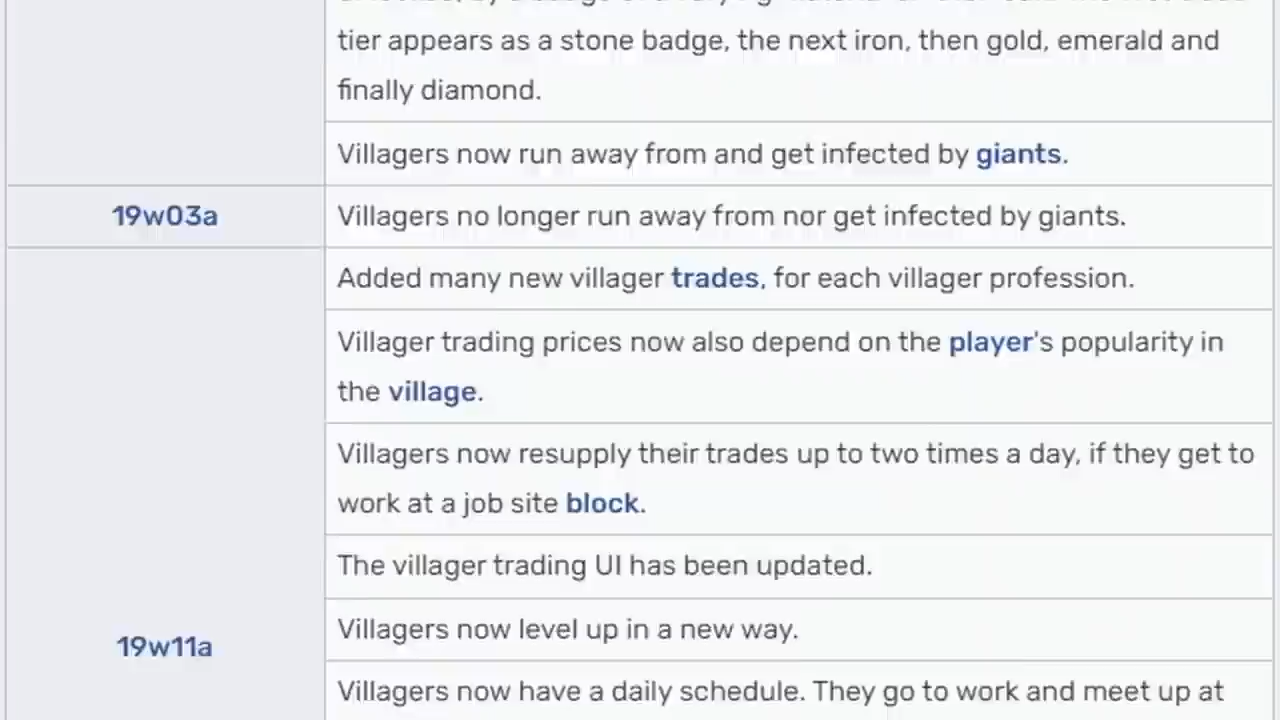 tier appears as a stone badge, the next iron, then gold, emerald and
finally diamond.
Villagers now run away from and get infected by giants.
19w03a
Villagers no longer run away from nor get infected by giants.
Added many new villager trades, for each villager profession.
Villager trading prices now also depend on the player's popularity in
the village.
Villagers now resupply their trades up to two times a day, if they get to
work at a job site block.
The villager trading UI has been updated.
Villagers now level up in a new way.
19w11a
Villagers now have a daily schedule. They go to work and meet up at